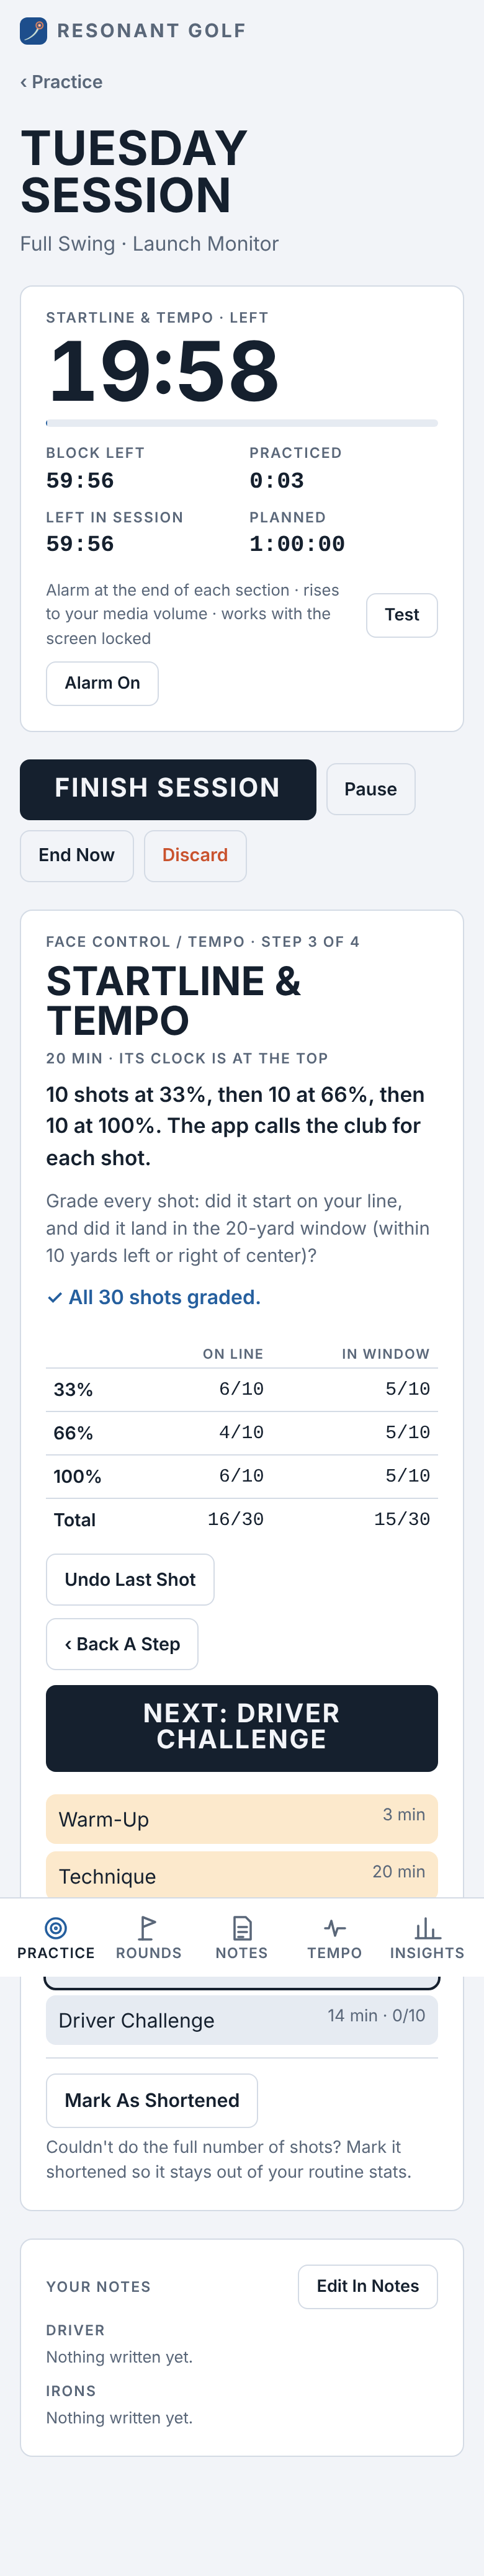 RESONANT GOLF
‹ Practice
TUESDAY
SESSION
Full Swing · Launch Monitor
STARTLINE & TEMPO · LEFT
19:58
BLOCK LEFT
PRACTICED
59:56
0:03
LEFT IN SESSION
PLANNED
59:56
1:00:00
Alarm at the end of each section · rises
to your media volume · works with the
screen locked
Test
Alarm On
FINISH SESSION
Pause
End Now
Discard
FACE CONTROL / TEMPO · STEP 3 OF 4
STARTLINE &
TEMPO
20 MIN · ITS CLOCK IS AT THE TOP
10 shots at 33%, then 10 at 66%, then
10 at 100%. The app calls the club for
each shot.
Grade every shot: did it start on your line,
and did it land in the 20-yard window (within
10 yards left or right of center)?
✓ All 30 shots graded.
ON LINE IN WINDOW
33% 6/10 5/10
66% 4/10 5/10
100% 6/10 5/10
Total 16/30 15/30
Undo Last Shot
‹ Back A Step
NEXT: DRIVER
CHALLENGE
Warm-Up 3 min
Technique 20 min
PRACTICE ROUNDS NOTES TEMPO INSIGHTS
Driver Challenge 14 min · 0/10
Mark As Shortened
Couldn't do the full number of shots? Mark it
shortened so it stays out of your routine stats.
YOUR NOTES
Edit In Notes
DRIVER
Nothing written yet.
IRONS
Nothing written yet.